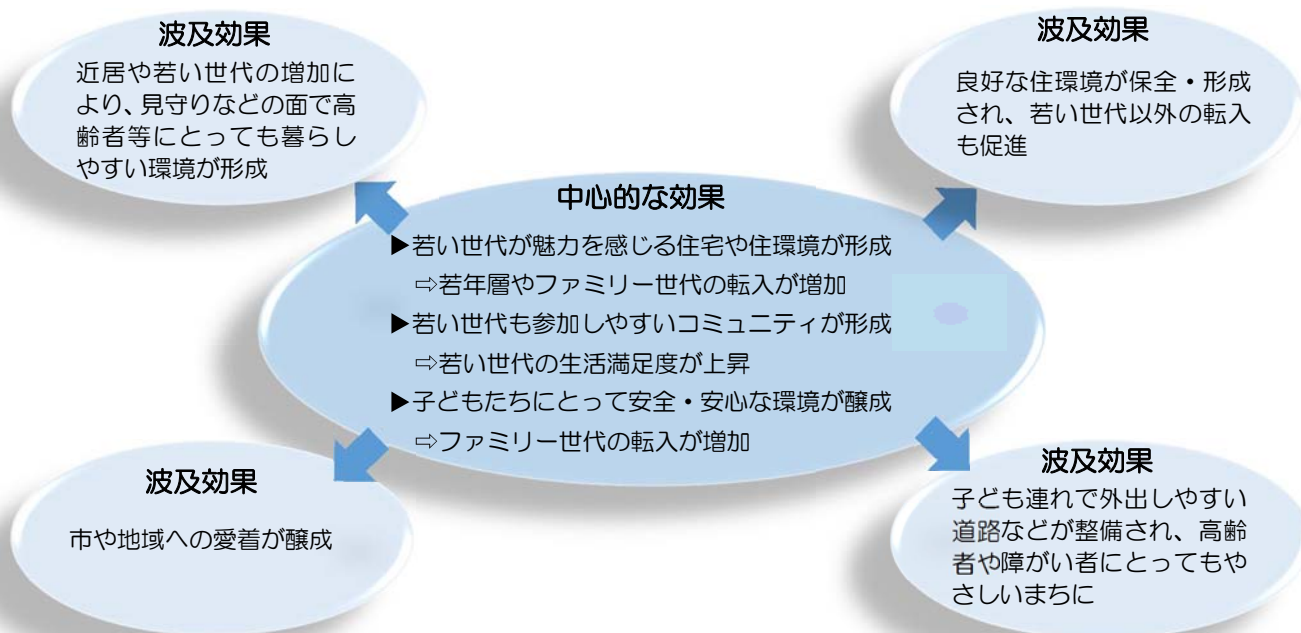 波及効果
近居や若い世代の増加に
より、見守りなどの面で高
齢者等にとっても暮らし
やすい環境が形成
波及効果
良好な住環境が保全・形成
され、若い世代以外の転入
も促進
中心的な効果
▶若い世代が魅力を感じる住宅や住環境が形成
⇨若年層やファミリー世代の転入が増加
▶若い世代も参加しやすいコミュニティが形成
⇨若い世代の生活満足度が上昇
▶子どもたちにとって安全・安心な環境が醸成
⇨ファミリー世代の転入が増加
波及効果
市や地域への愛着が醸成
波及効果
子ども連れで外出しやすい
道路などが整備され、高齢
者や障がい者にとってもや
さしいまちに